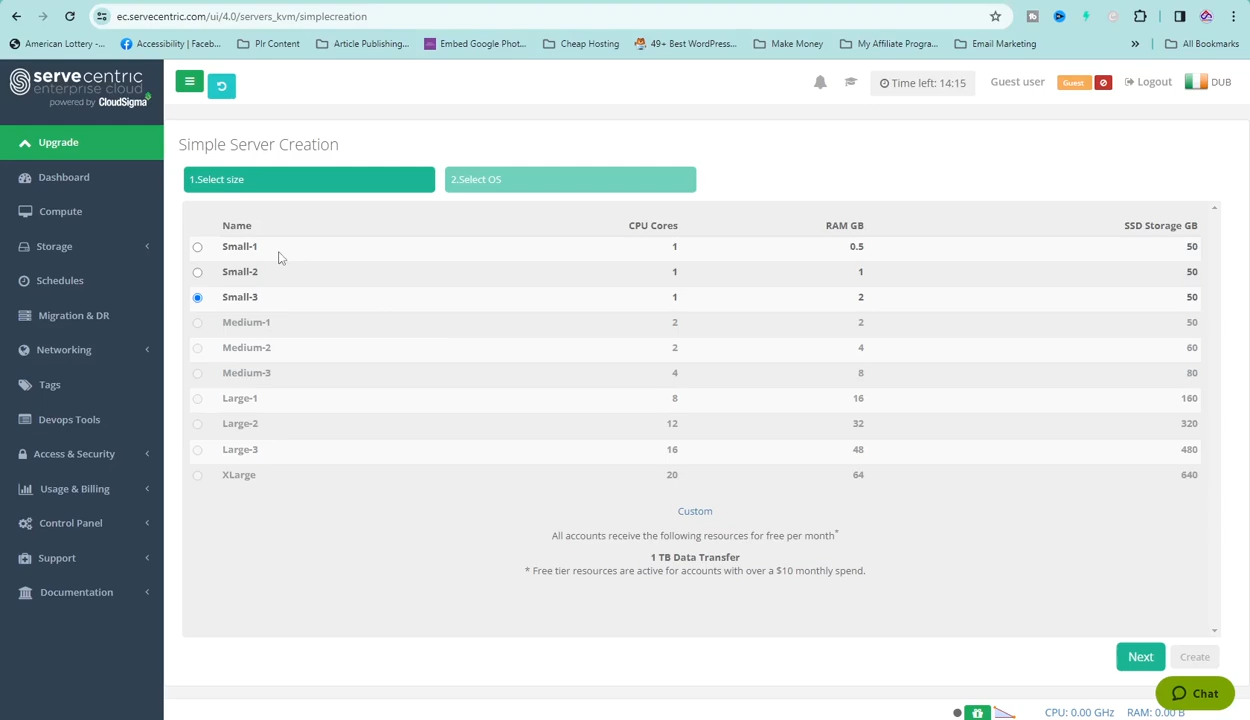 ec.servecentric.com/ui/4.0/servers_kvm/simplecreation
American Lottery -...
Accessibility | Faceb...
Plr Content
Article Publishing...
Embed Google Phot...
Cheap Hosting
49+ Best WordPress...
Make Money
My Affiliate Progra...
Email Marketing
»
All Bookmarks
servecentric
enterprise cloud
powered by CloudSigma
Time left: 14:15
Guest user
Guest
Logout
DUB
Upgrade
Dashboard
Compute
Storage
Schedules
Migration & DR
Networking
Tags
Devops Tools
Access & Security
Usage & Billing
Control Panel
Support
Documentation
Simple Server Creation
1.Select size
2.Select OS
Name CPU Cores RAM GB SSD Storage GB
Small-1 1 0.5 50
Small-2 1 1 50
Small-3 1 2 50
Medium-1 2 2 50
Medium-2 2 4 60
Medium-3 4 8 80
Large-1 8 16 160
Large-2 12 32 320
Large-3 16 48 480
XLarge 20 64 640
Custom
All accounts receive the following resources for free per month*
1 TB Data Transfer
* Free tier resources are active for accounts with over a $10 monthly spend.
Next
Create
Chat
CPU: 0.00 GHz RAM: 0.00 B